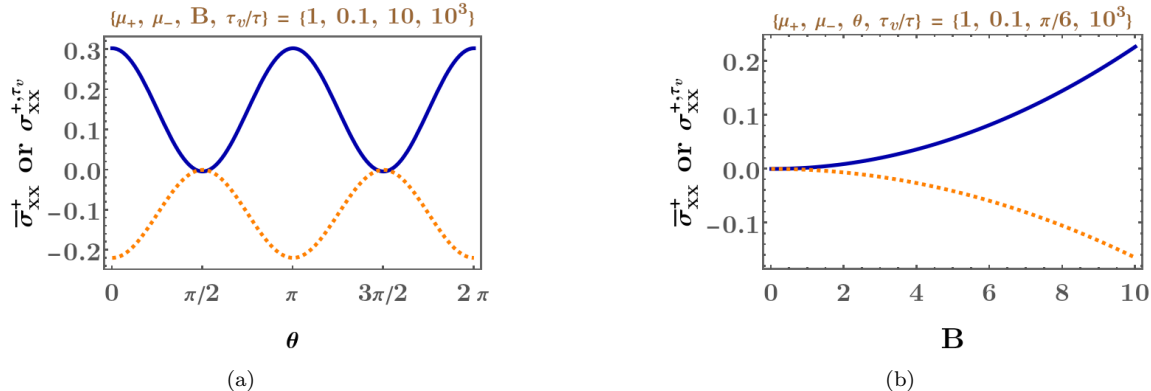 {μ₊, μ₋, B, τᵥ/τ} = {1, 0.1, 10, 10³}
σ̅⁺ₓₓ or σ⁺,τᵥₓₓ
0.3
0.2
0.1
0.0
−0.1
−0.2
0 π/2 π 3π/2 2 π
θ
(a)
{μ₊, μ₋, θ, τᵥ/τ} = {1, 0.1, π/6, 10³}
σ̅⁺ₓₓ or σ⁺,τᵥₓₓ
0.2
0.1
0.0
−0.1
0 2 4 6 8 10
B
(b)